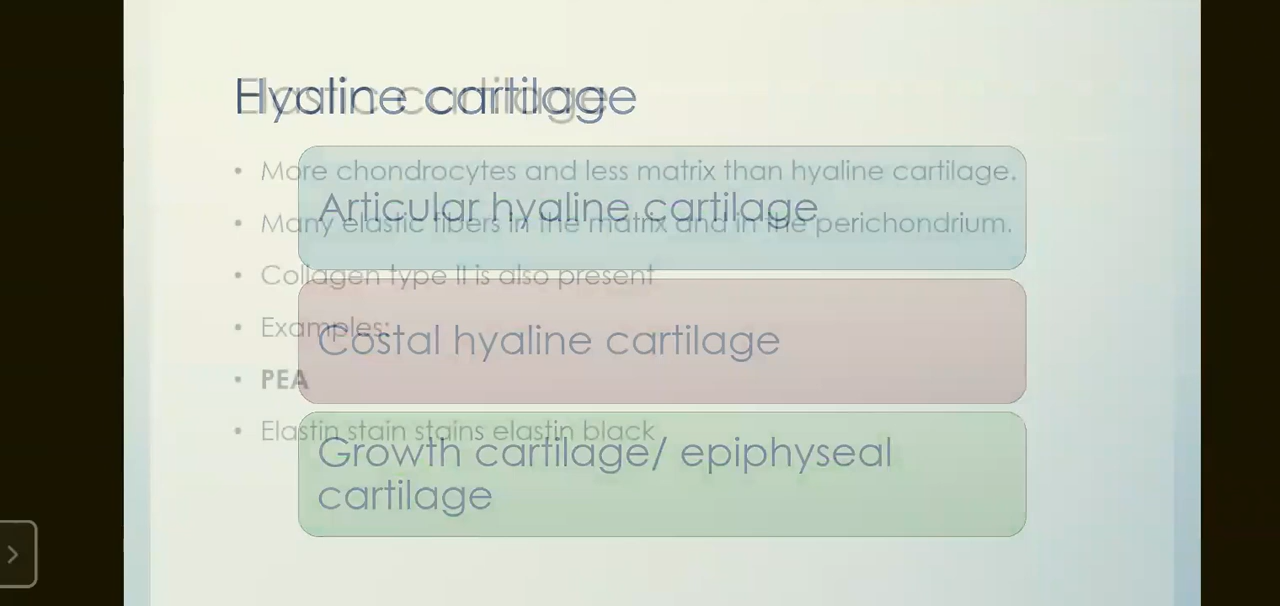 Hyaline cartilage
Articular hyaline cartilage
Costal hyaline cartilage
Growth cartilage/ epiphyseal
cartilage
Elastic cartilage
• More chondrocytes and less matrix than hyaline cartilage.
• Many elastic fibers in the matrix and in the perichondrium.
• Collagen type II is also present
• Examples:
• PEA
• Elastin stain stains elastin black